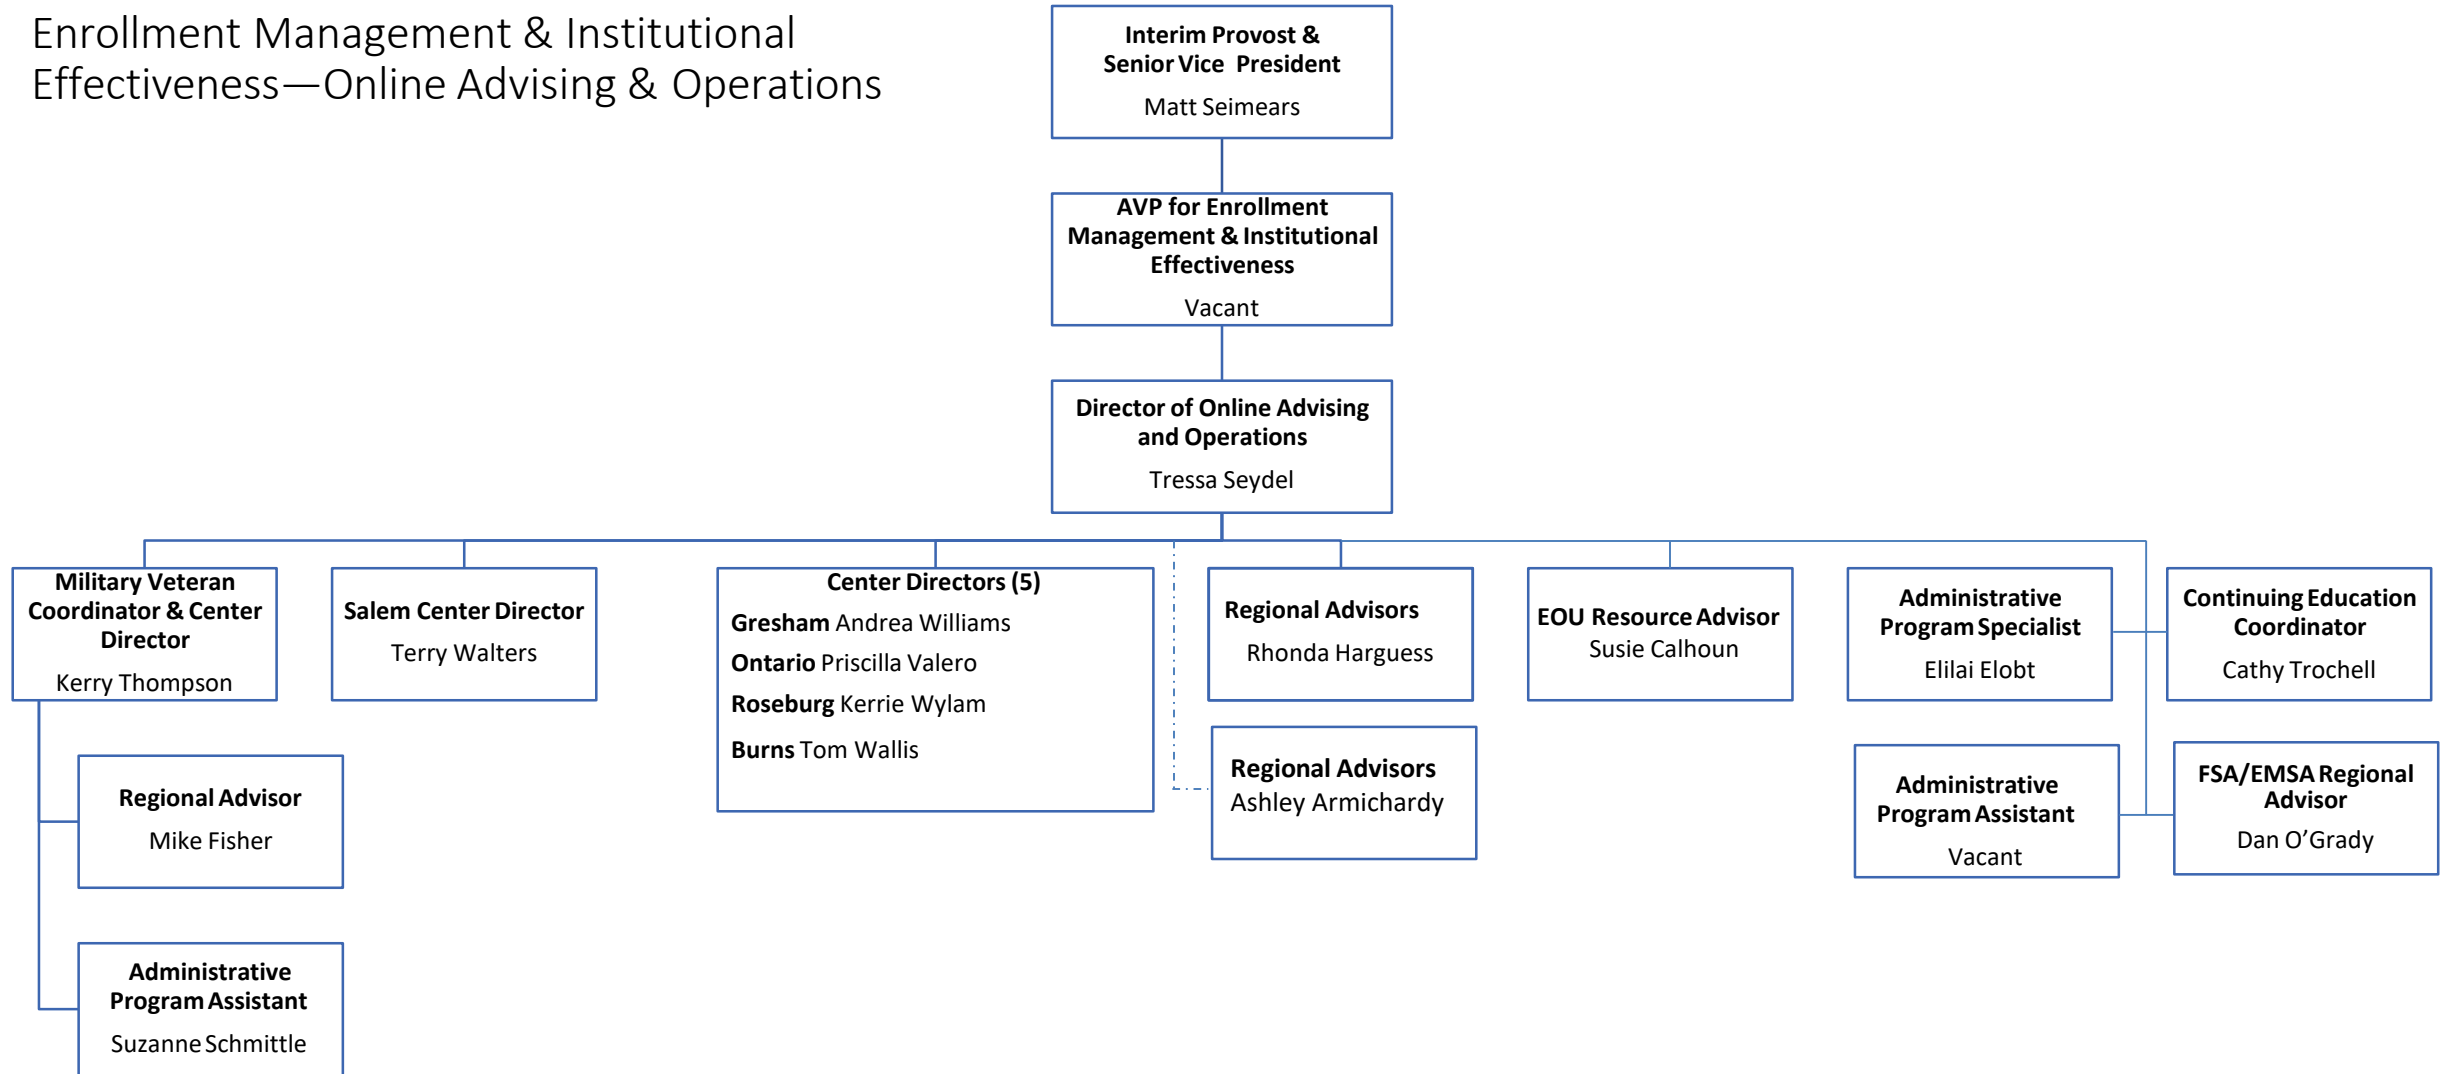 Enrollment Management & Institutional
Effectiveness—Online Advising & Operations
Interim Provost &
Senior Vice President
Matt Seimears
AVP for Enrollment
Management & Institutional
Effectiveness
Vacant
Director of Online Advising
and Operations
Tressa Seydel
Military Veteran
Coordinator & Center
Director
Kerry Thompson
Salem Center Director
Terry Walters
Center Directors (5)
Gresham Andrea Williams
Ontario Priscilla Valero
Roseburg Kerrie Wylam
Burns Tom Wallis
Regional Advisors
Rhonda Harguess
EOU Resource Advisor
Susie Calhoun
Administrative
Program Specialist
Elilai Elobt
Continuing Education
Coordinator
Cathy Trochell
Regional Advisor
Mike Fisher
Regional Advisors
Ashley Armichardy
Administrative
Program Assistant
Vacant
FSA/EMSA Regional
Advisor
Dan O’Grady
Administrative
Program Assistant
Suzanne Schmittle